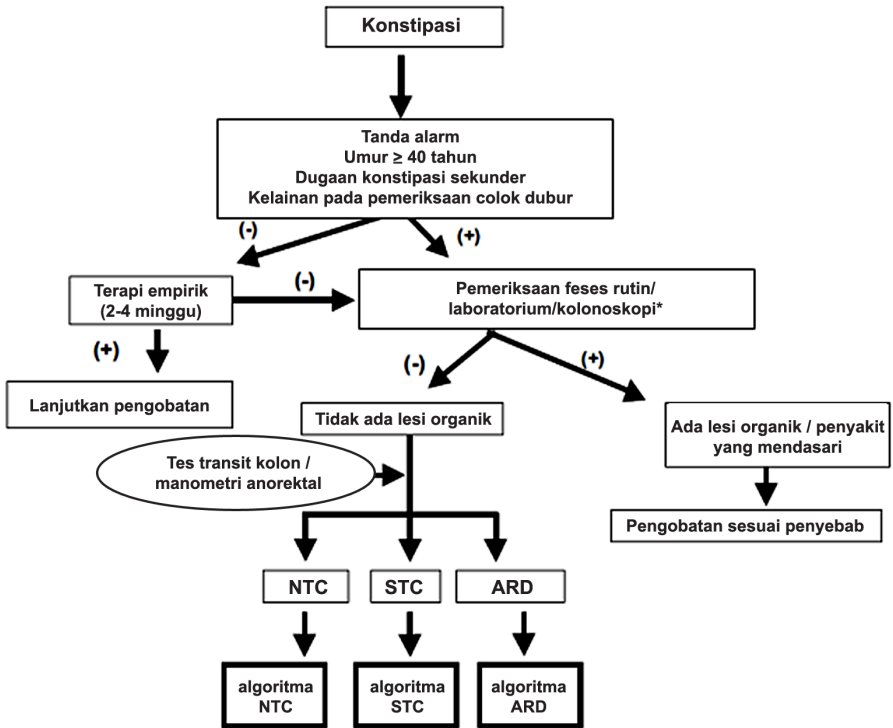 Konstipasi
Tanda alarm
Umur ≥ 40 tahun
Dugaan konstipasi sekunder
Kelainan pada pemeriksaan colok dubur
(-)
(+)
Terapi empirik
(2-4 minggu)
(-)
Pemeriksaan feses rutin/
laboratorium/kolonoskopi*
(+)
(-)
(+)
Lanjutkan pengobatan
Tidak ada lesi organik
Ada lesi organik / penyakit
yang mendasari
Tes transit kolon /
manometri anorektal
Pengobatan sesuai penyebab
NTC
STC
ARD
algoritma
NTC
algoritma
STC
algoritma
ARD